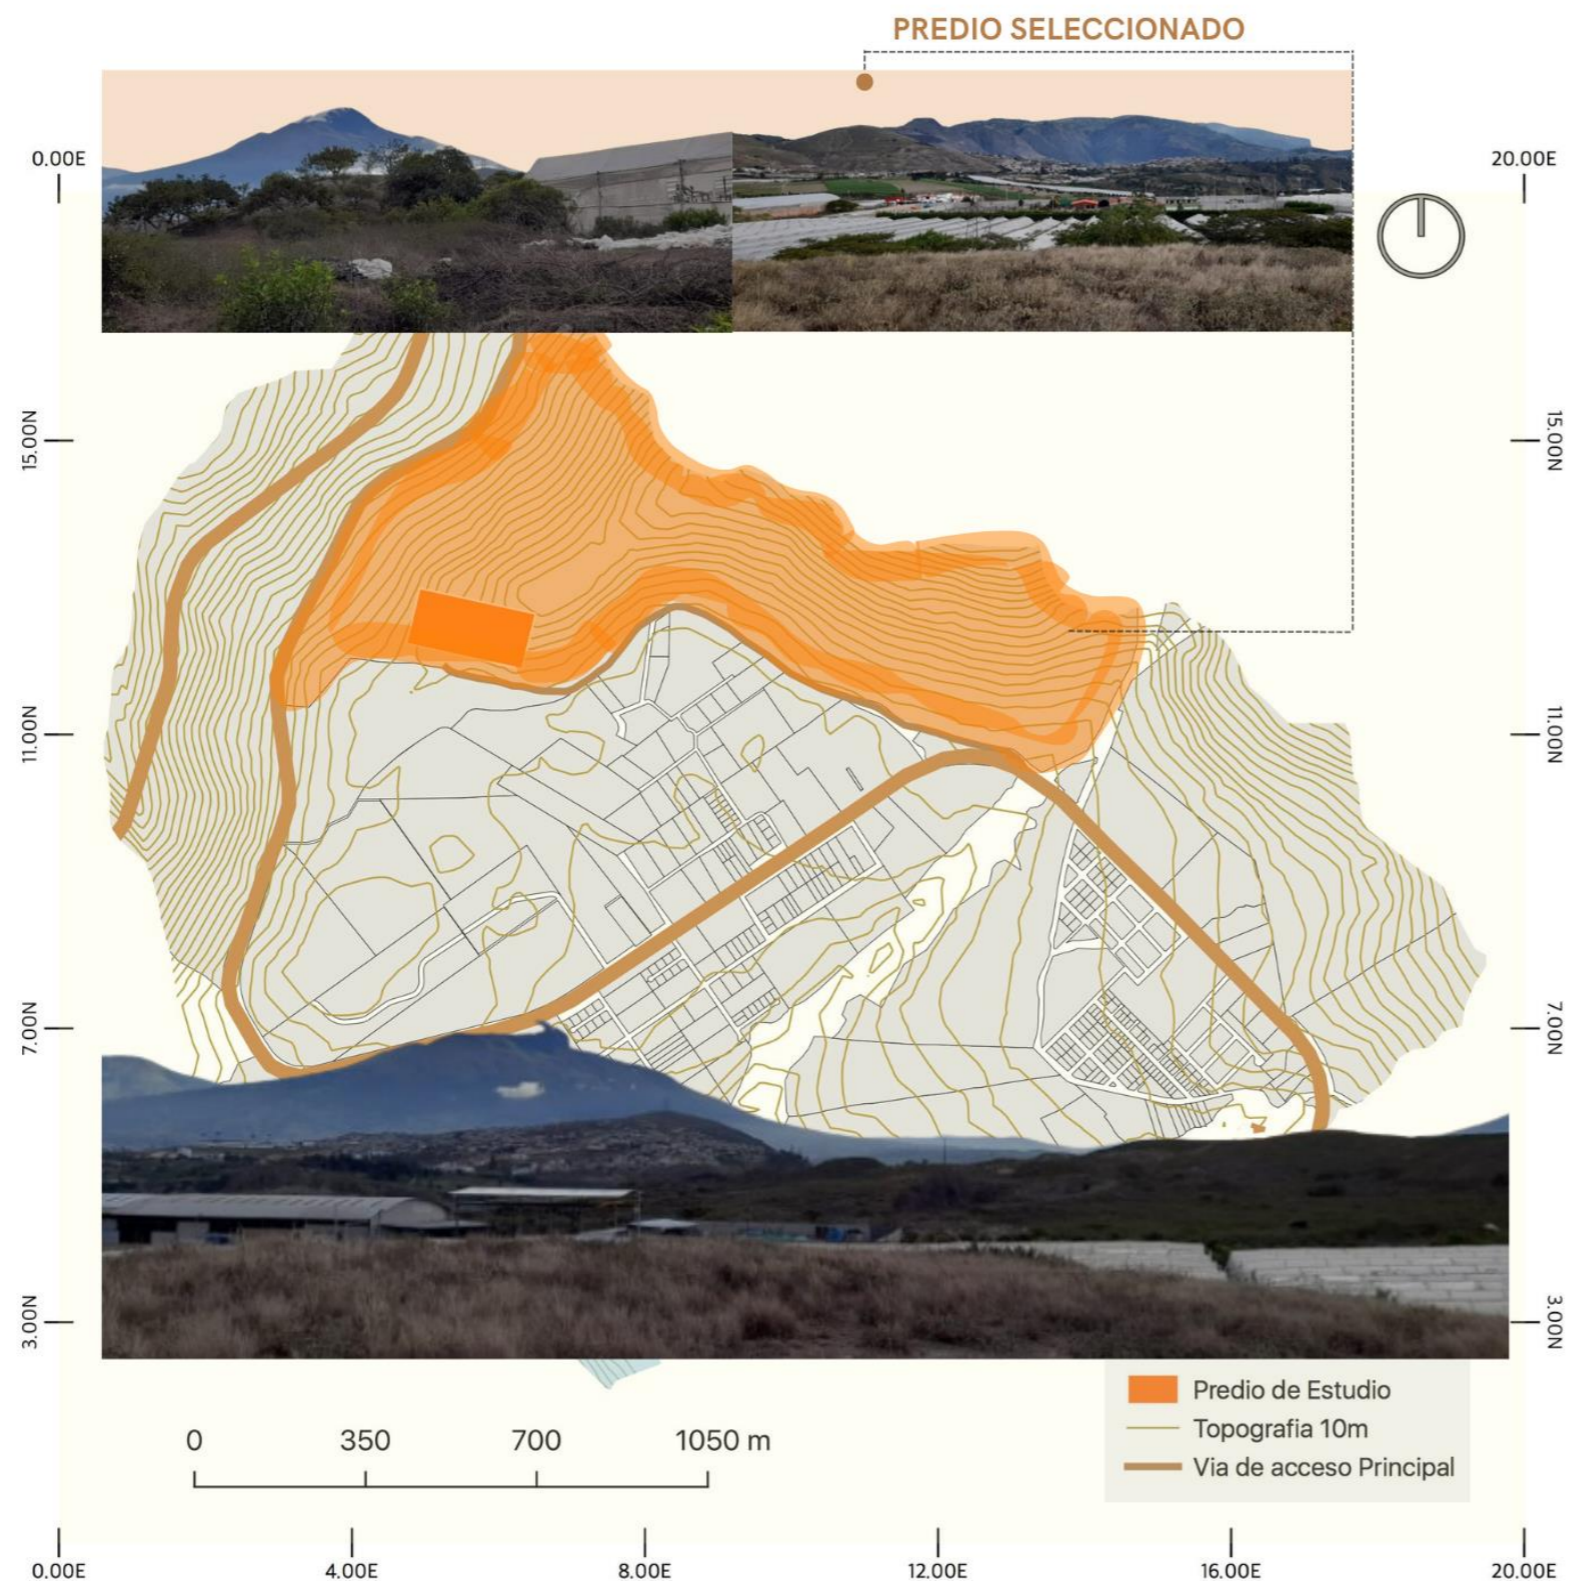 PREDIO SELECCIONADO
0.00E
20.00E
15.00N
15.00N
11.00N
11.00N
7.00N
7.00N
3.00N
3.00N
Predio de Estudio
Topografia 10m
Via de acceso Principal
0 350 700 1050 m
0.00E 4.00E 8.00E 12.00E 16.00E 20.00E